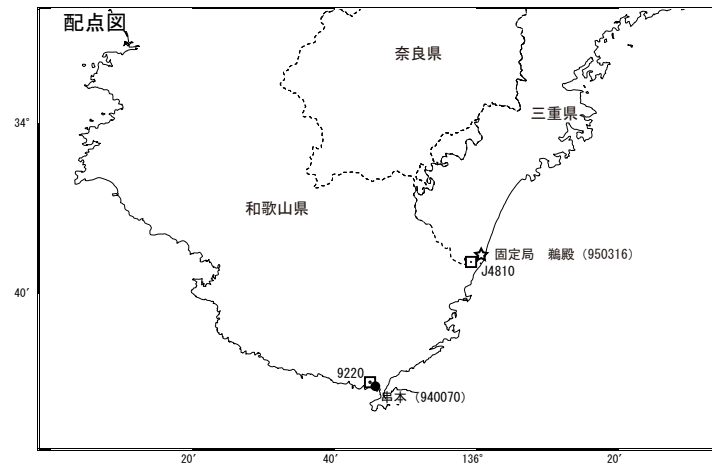 配点図
奈良県
34°
三重県
和歌山県
固定局　鵜殿（950316）
J4810
40′
9220
串本（940070）
20′
40′
136°
20′